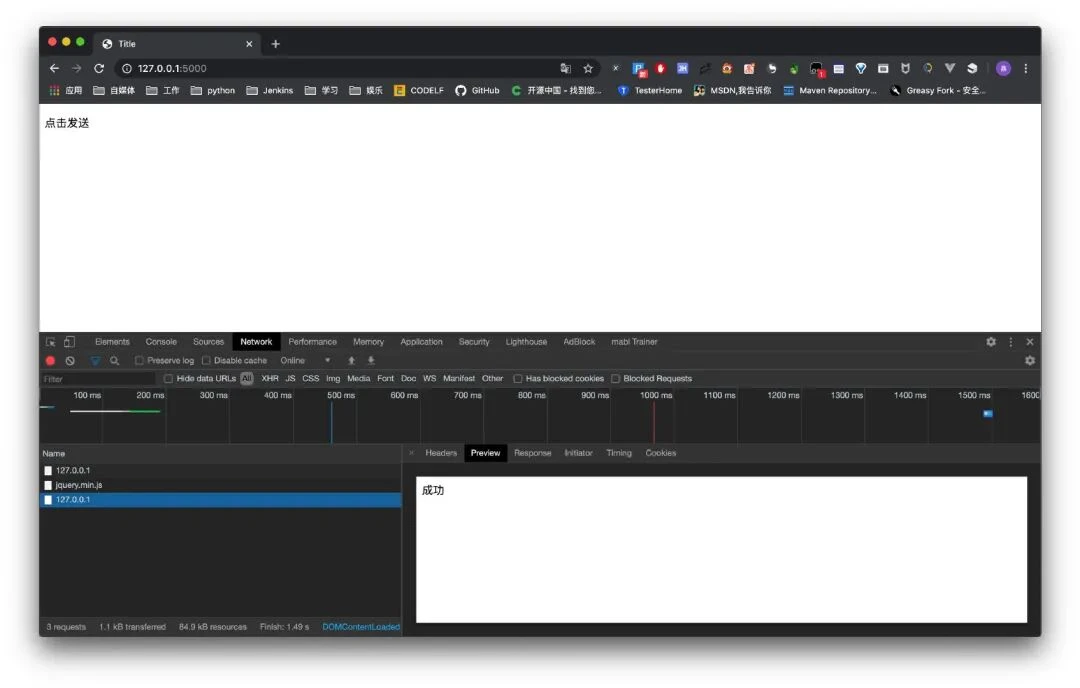 Title
127.0.0.1:5000
应用 自媒体 工作 python Jenkins 学习 娱乐 CODELF GitHub 开源中国 - 找到您... TesterHome MSDN,我告诉你 Maven Repository... Greasy Fork - 安全...
点击发送
Elements Console Sources Network Performance Memory Application Security Lighthouse AdBlock mabl Trainer
Preserve log Disable cache Online
Filter Hide data URLs All XHR JS CSS Img Media Font Doc WS Manifest Other Has blocked cookies Blocked Requests
100 ms 200 ms 300 ms 400 ms 500 ms 600 ms 700 ms 800 ms 900 ms 1000 ms 1100 ms 1200 ms 1300 ms 1400 ms 1500 ms 1600
Name
Headers Preview Response Initiator Timing Cookies
127.0.0.1
jquery.min.js
127.0.0.1
成功
3 requests 1.1 kB transferred 84.9 kB resources Finish: 1.49 s DOMContentLoaded